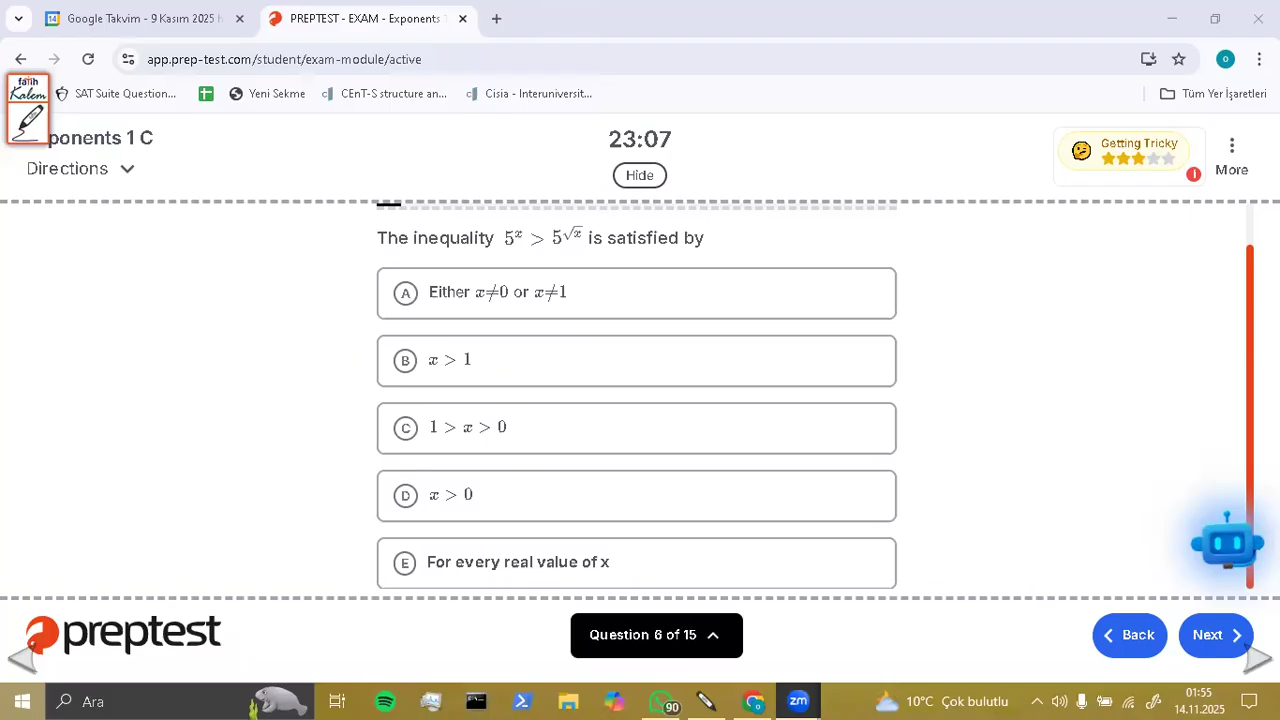 Google Takvim - 9 Kasım 2025 h
PREPTEST - EXAM - Exponents 1
app.prep-test.com/student/exam-module/active
o
fatih
Kalem
SAT Suite Question...
Yeni Sekme
CEnT-S structure an...
Cisia - Interuniversit...
Tüm Yer İşaretleri
ponents 1 C
Directions
23:07
Hide
Getting Tricky
More
The inequality 5^x > 5^{√x} is satisfied by
A Either x≠0 or x≠1
B x > 1
C 1 > x > 0
D x > 0
E For every real value of x
preptest
Question 6 of 15
Back
Next
Ara
90
zm
10°C Çok bulutlu
01:55
14.11.2025